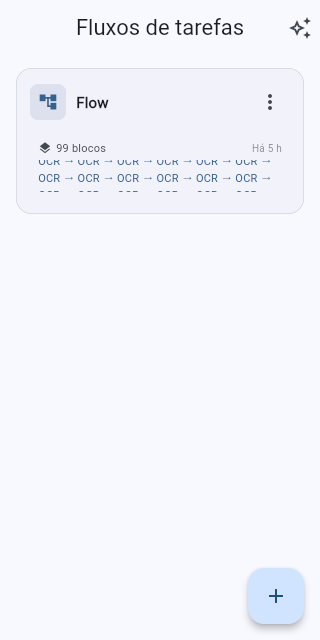 Fluxos de tarefas
Flow
99 blocos
Há 5 h
OCR → OCR → OCR → OCR → OCR → OCR →
OCR → OCR → OCR → OCR → OCR → OCR →